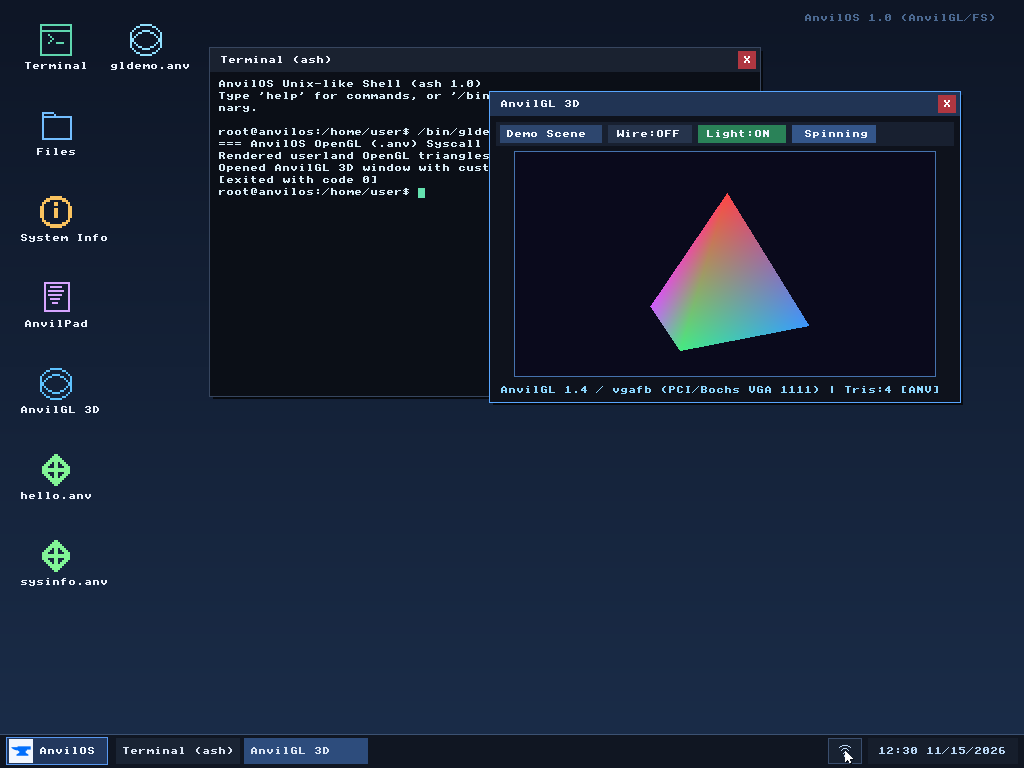 AnvilOS 1.0 (AnvilGL/FS)
Terminal
gldemo.anv
Files
System Info
AnvilPad
AnvilGL 3D
hello.anv
sysinfo.anv
Terminal (ash)
X
AnvilOS Unix-like Shell (ash 1.0)
Type 'help' for commands, or '/bin
nary.
root@anvilos:/home/user$ /bin/glde
=== AnvilOS OpenGL (.anv) Syscall
Rendered userland OpenGL triangles
Opened AnvilGL 3D window with cust
[exited with code 0]
root@anvilos:/home/user$
AnvilGL 3D
X
Demo Scene Wire:OFF Light:ON Spinning
AnvilGL 1.4 / vgafb (PCI/Bochs VGA 1111) | Tris:4 [ANV]
AnvilOS Terminal (ash) AnvilGL 3D 12:30 11/15/2026